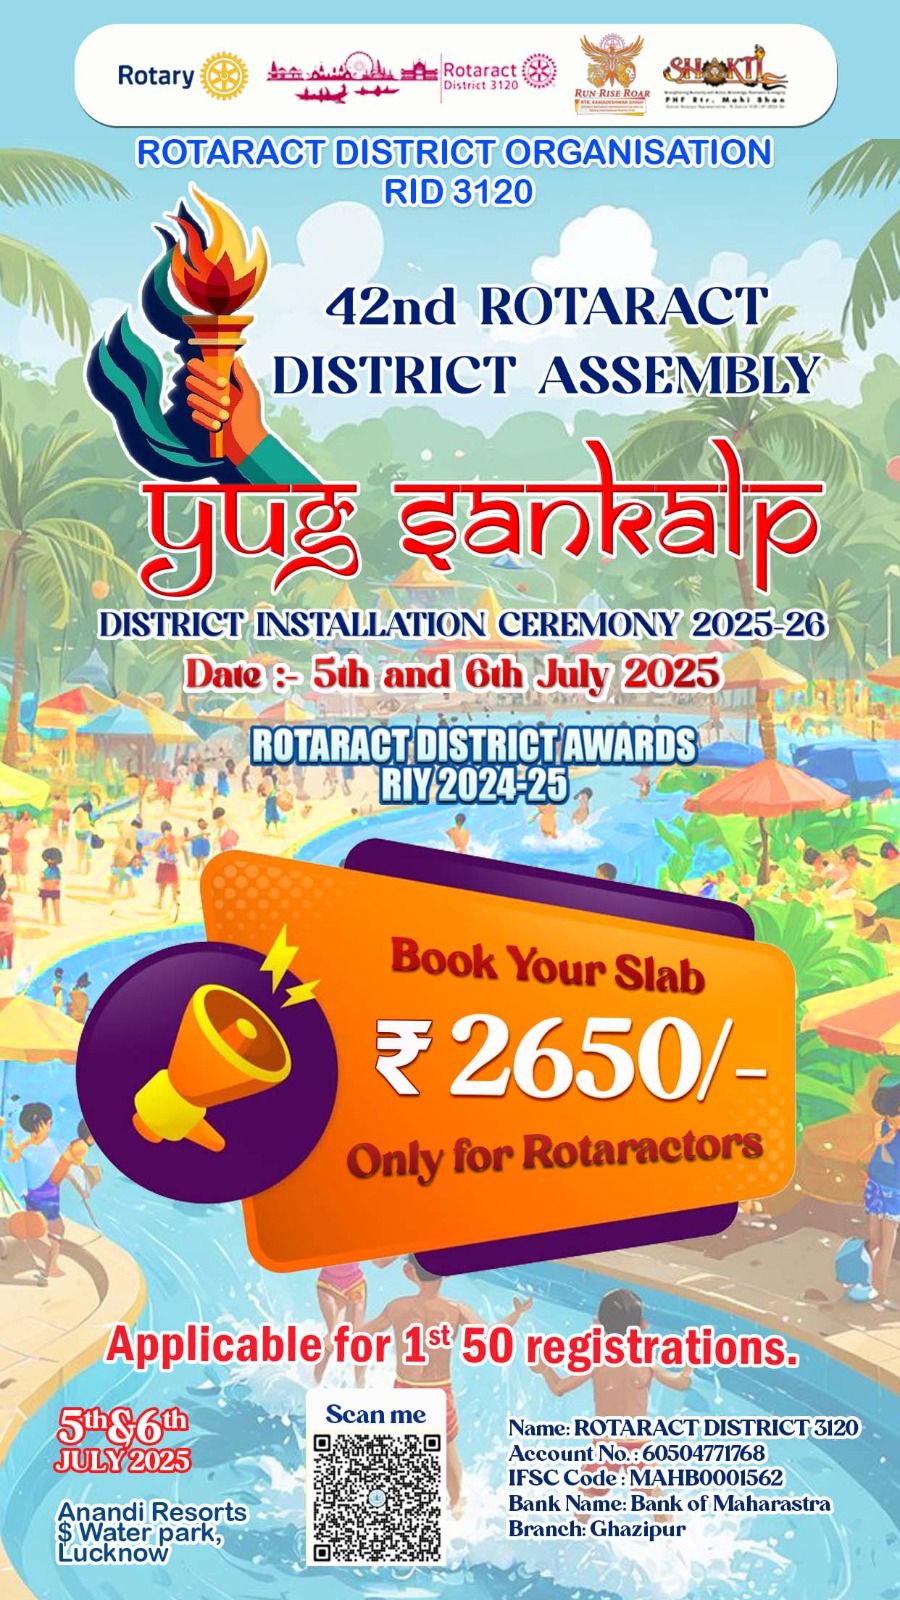 Rotary
Rotaract
District 3120
RUN RISE ROAR
SHAKTI
PHF Rtr. Mahi Bhan
ROTARACT DISTRICT ORGANISATION
RID 3120
42nd ROTARACT
DISTRICT ASSEMBLY
yug sankalp
DISTRICT INSTALLATION CEREMONY 2025-26
Date :- 5th and 6th July 2025
ROTARACT DISTRICT AWARDS
RIY 2024-25
Book Your Slab
₹ 2650/-
Only for Rotaractors
Applicable for 1st 50 registrations.
5th&6th
JULY 2025
Anandi Resorts
$ Water park,
Lucknow
Scan me
Name: ROTARACT DISTRICT 3120
Account No. : 60504771768
IFSC Code : MAHB0001562
Bank Name: Bank of Maharastra
Branch: Ghazipur